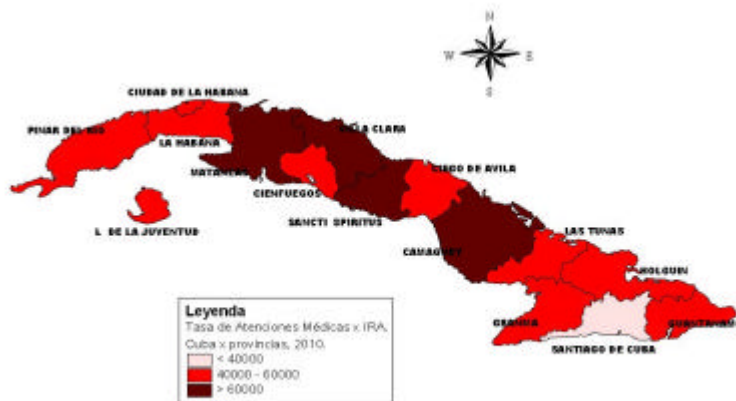 N
W E
S
CIUDAD DE LA HABANA
PINAR DEL RIO
VILLA CLARA
LA HABANA
MATANZAS
CIEGO DE AVILA
CIENFUEGOS
SANCTI SPIRITUS
LAS TUNAS
I. DE LA JUVENTUD
CAMAGUEY
HOLGUIN
Leyenda
Tasa de Atenciones Médicas x IRA.
GRANMA GUANTANAMO
Cuba x provincias, 2010.
SANTIAGO DE CUBA
< 40000
40000 - 60000
> 60000